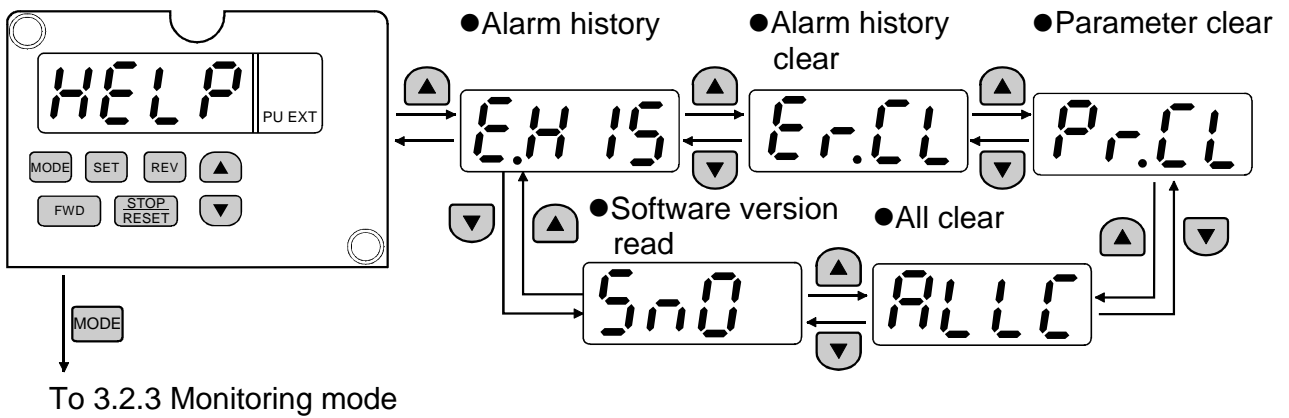 ●Alarm history
●Alarm history
clear
●Parameter clear
HELP
PU EXT
E.HIS
Er.CL
Pr.CL
MODE
SET
REV
FWD
STOP
RESET
●Software version
read
●All clear
Sn0
ALLC
MODE
To 3.2.3 Monitoring mode